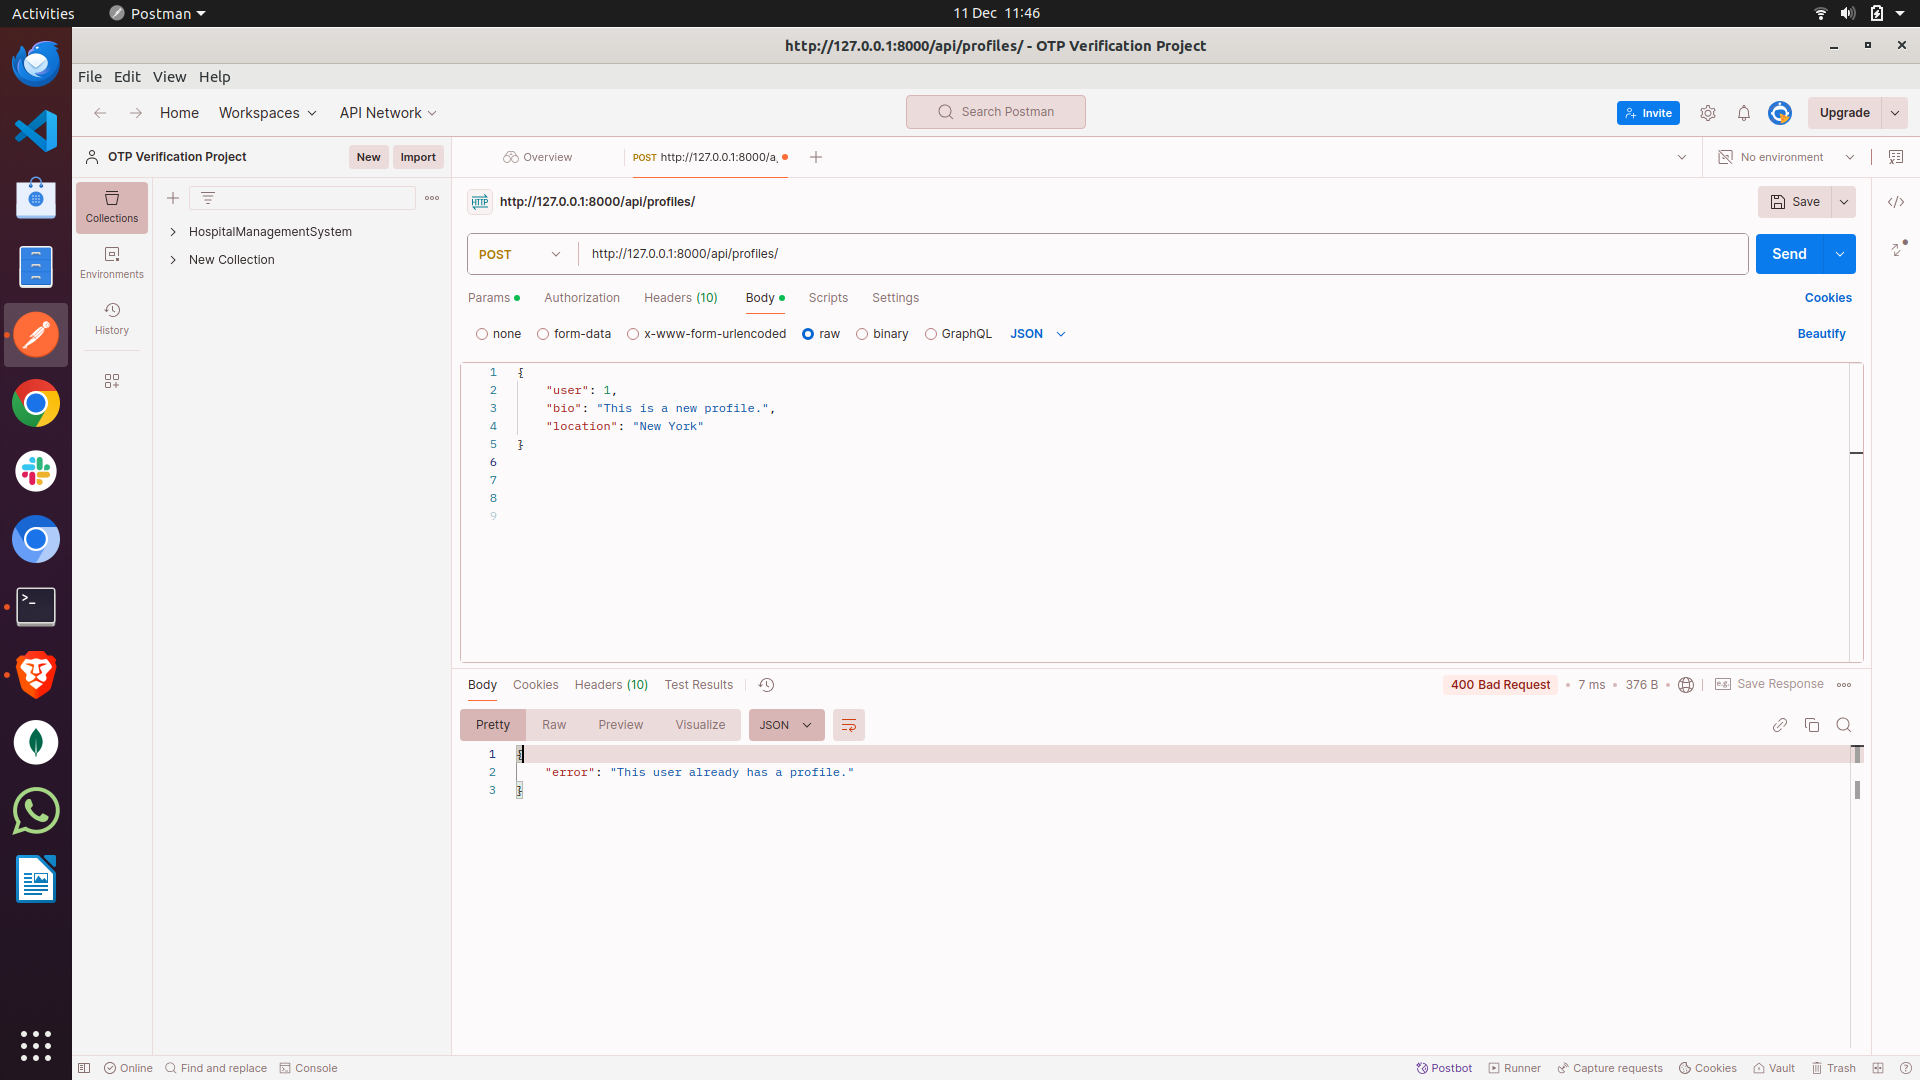 Activities Postman 11 Dec 11:46
http://127.0.0.1:8000/api/profiles/ - OTP Verification Project
File Edit View Help
Home Workspaces API Network Search Postman Invite Upgrade
OTP Verification Project New Import Overview POST http://127.0.0.1:8000/a No environment
Collections
Environments
History
HospitalManagementSystem
New Collection
HTTP http://127.0.0.1:8000/api/profiles/ Save
POST http://127.0.0.1:8000/api/profiles/ Send
Params Authorization Headers (10) Body Scripts Settings Cookies
none form-data x-www-form-urlencoded raw binary GraphQL JSON Beautify
1 {
2 "user": 1,
3 "bio": "This is a new profile.",
4 "location": "New York"
5 }
6
7
8
9
Body Cookies Headers (10) Test Results 400 Bad Request • 7 ms • 376 B • e.g. Save Response
Pretty Raw Preview Visualize JSON
1 {
2 "error": "This user already has a profile."
3 }
Online Find and replace Console Postbot Runner Capture requests Cookies Vault Trash